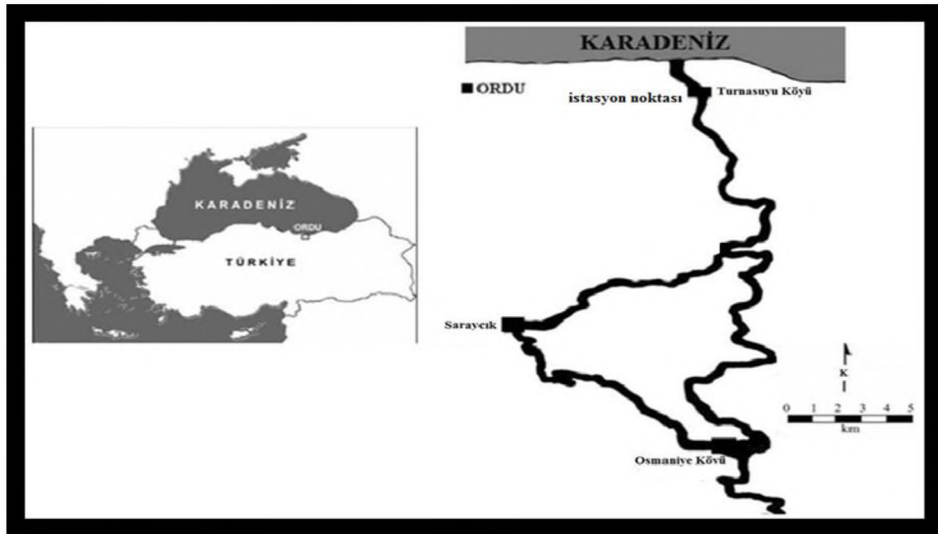 KARADENİZ
ORDU
TÜRKİYE
KARADENİZ
ORDU
istasyon noktası
Turnasuyu Köyü
Saraycık
K
0 1 2 3 4 5
km
Osmaniye Köyü